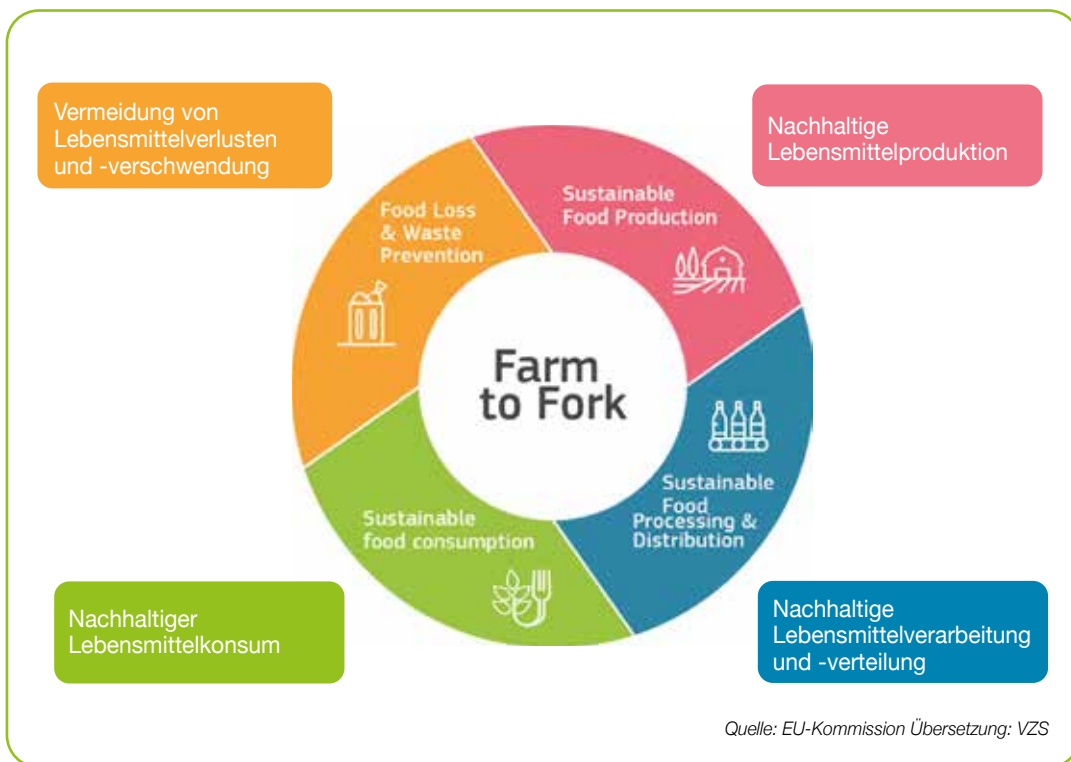 Vermeidung von
Lebensmittelverlusten
und -verschwendung
Nachhaltige
Lebensmittelproduktion
Food Loss
& Waste
Prevention
Sustainable
Food Production
Farm
to Fork
Sustainable
food consumption
Sustainable
Food
Processing &
Distribution
Nachhaltiger
Lebensmittelkonsum
Nachhaltige
Lebensmittelverarbeitung
und -verteilung
Quelle: EU-Kommission Übersetzung: VZS